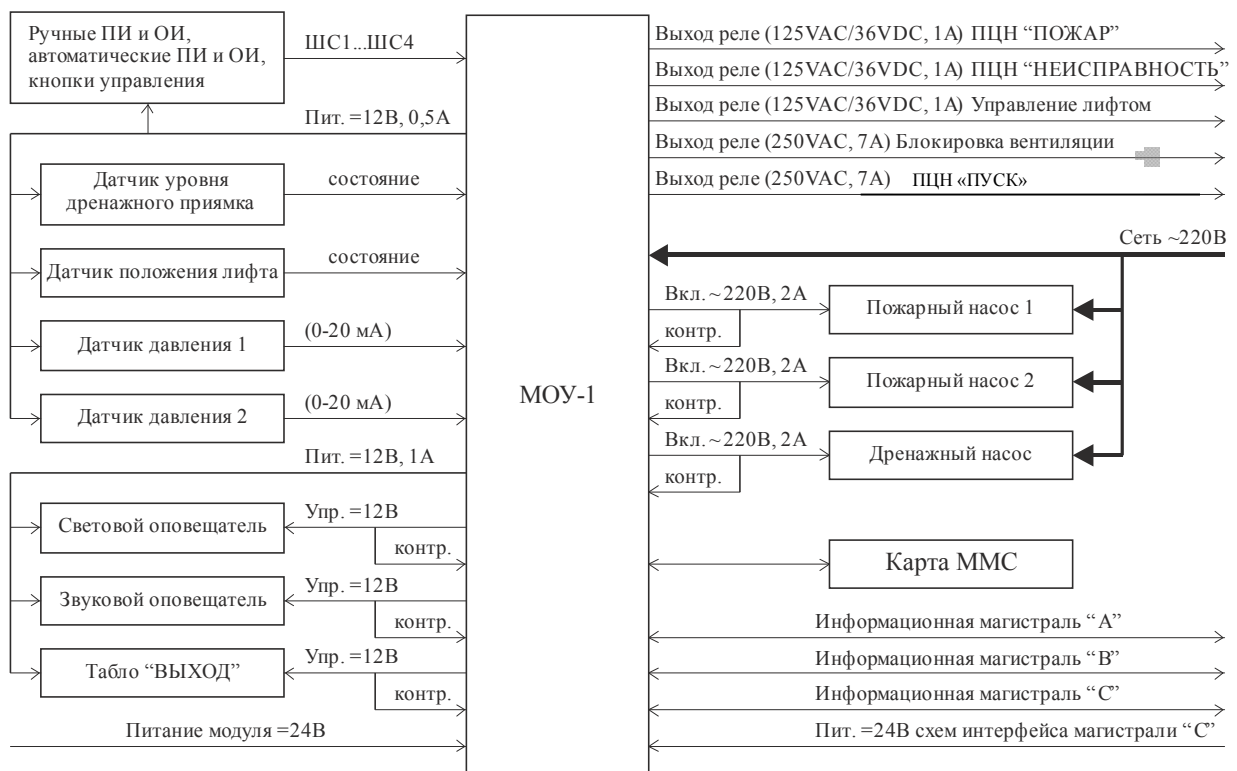 Ручные ПИ и ОИ,
автоматические ПИ и ОИ,
кнопки управления
ШС1...ШС4
Пит. =12В, 0,5А
Датчик уровня
дренажного приямка
состояние
Датчик положения лифта
состояние
Датчик давления 1
(0-20 мА)
Датчик давления 2
(0-20 мА)
Пит. =12В, 1А
Световой оповещатель
Упр. =12В
контр.
Звуковой оповещатель
Упр. =12В
контр.
Табло “ВЫХОД”
Упр. =12В
контр.
Питание модуля =24В
МОУ-1
Выход реле (125VAC/36VDC, 1А) ПЦН “ПОЖАР”
Выход реле (125VAC/36VDC, 1А) ПЦН “НЕИСПРАВНОСТЬ”
Выход реле (125VAC/36VDC, 1А) Управление лифтом
Выход реле (250VAC, 7А) Блокировка вентиляции
Выход реле (250VAC, 7А) ПЦН «ПУСК»
Сеть ~220В
Вкл. ~220В, 2А
контр.
Пожарный насос 1
Вкл. ~220В, 2А
контр.
Пожарный насос 2
Вкл. ~220В, 2А
контр.
Дренажный насос
Карта ММС
Информационная магистраль “А”
Информационная магистраль “В”
Информационная магистраль “С”
Пит. =24В схем интерфейса магистрали “С”